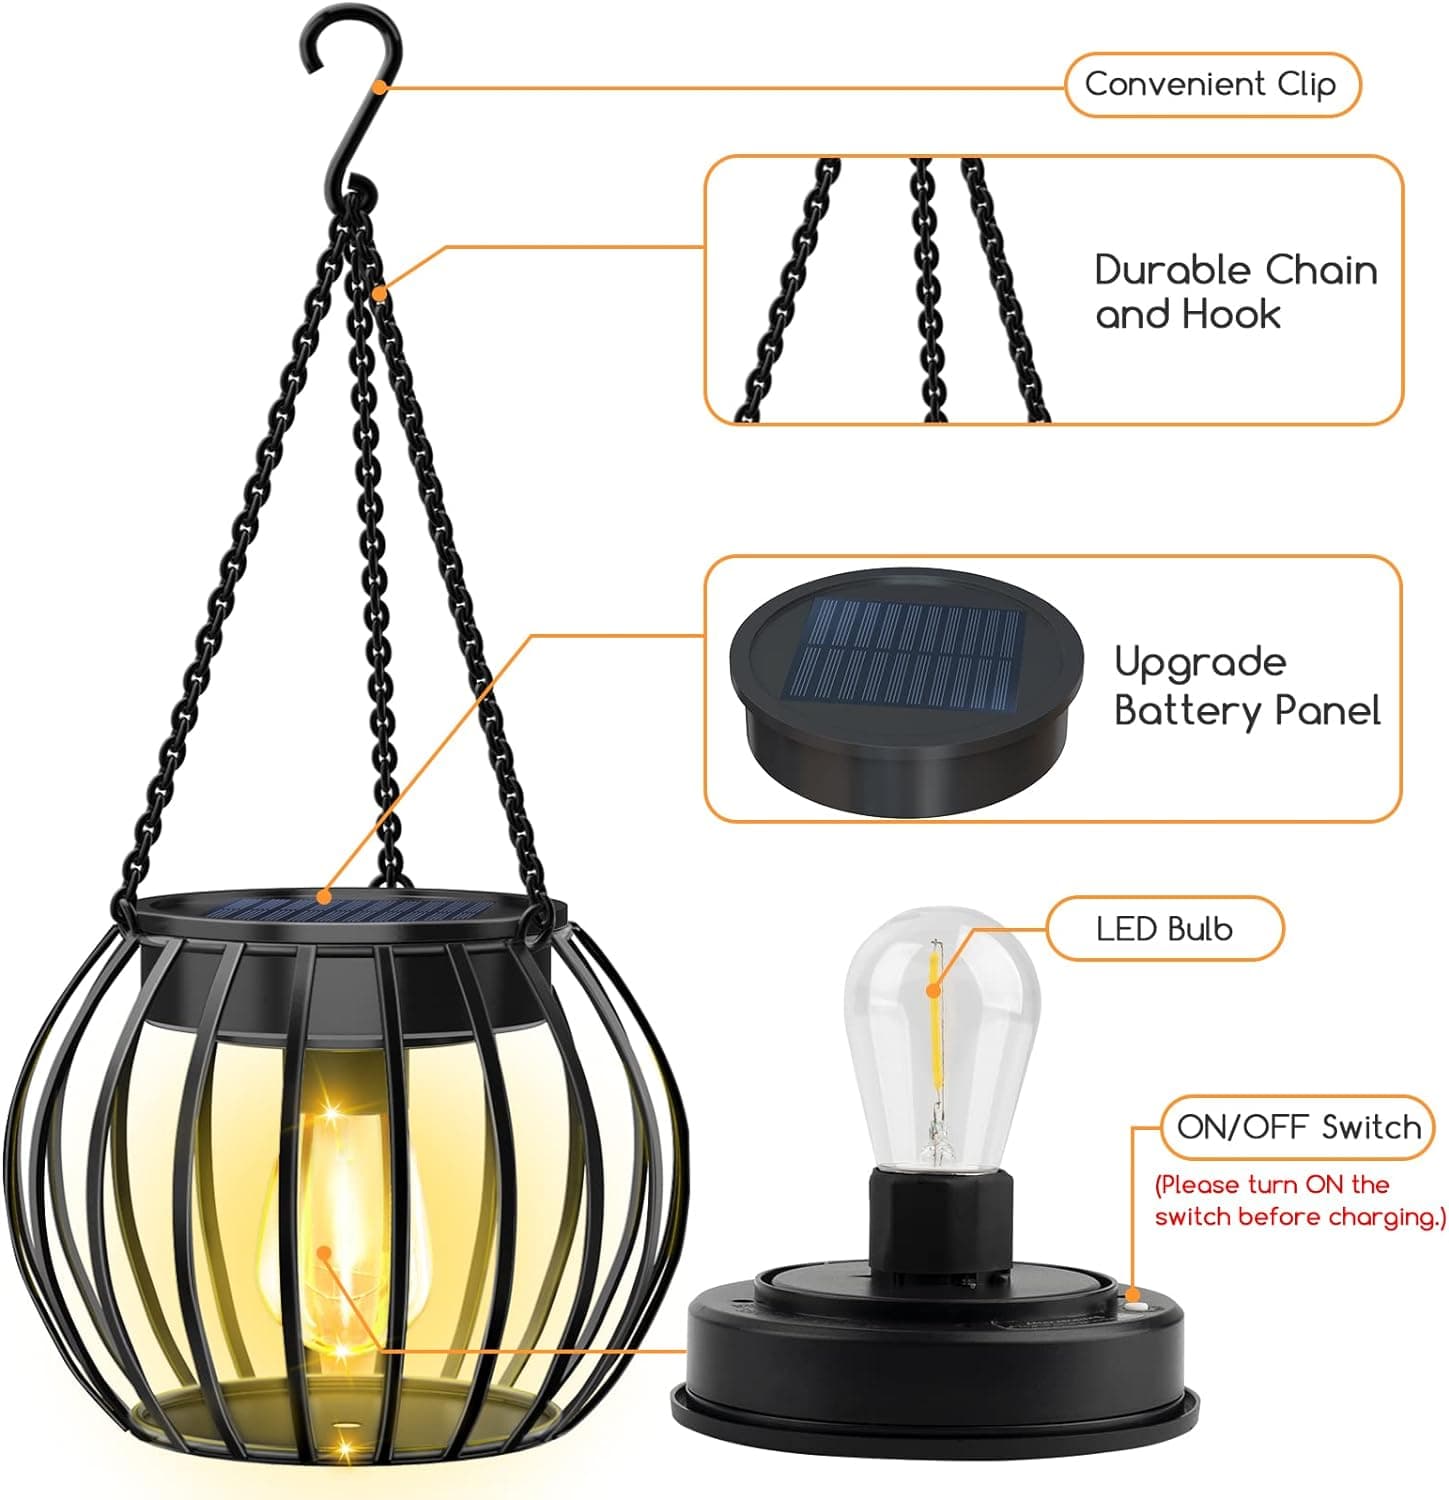 Convenient Clip
Durable Chain
and Hook
Upgrade
Battery Panel
LED Bulb
ON/OFF Switch
(Please turn ON the
switch before charging.)